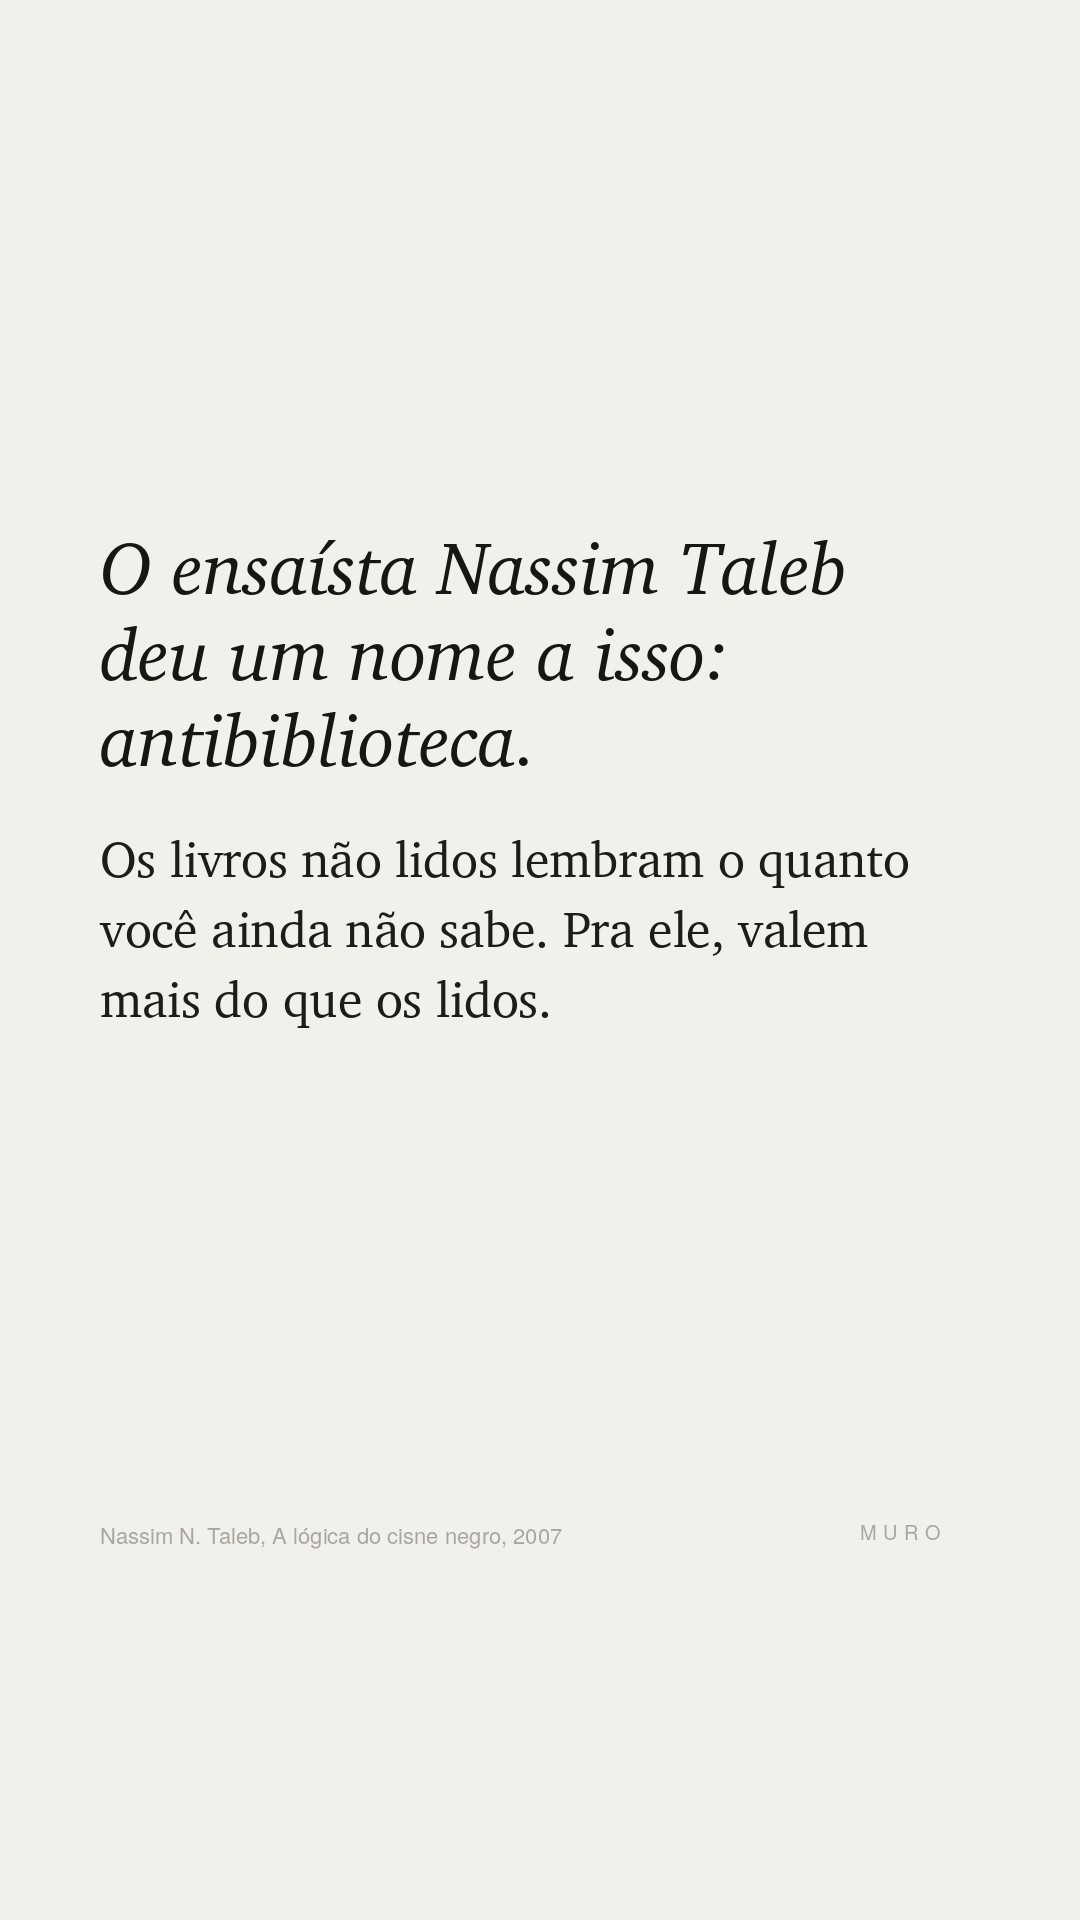 O ensaísta Nassim Taleb
deu um nome a isso:
antibiblioteca.
Os livros não lidos lembram o quanto
você ainda não sabe. Pra ele, valem
mais do que os lidos.
Nassim N. Taleb, A lógica do cisne negro, 2007
MURO